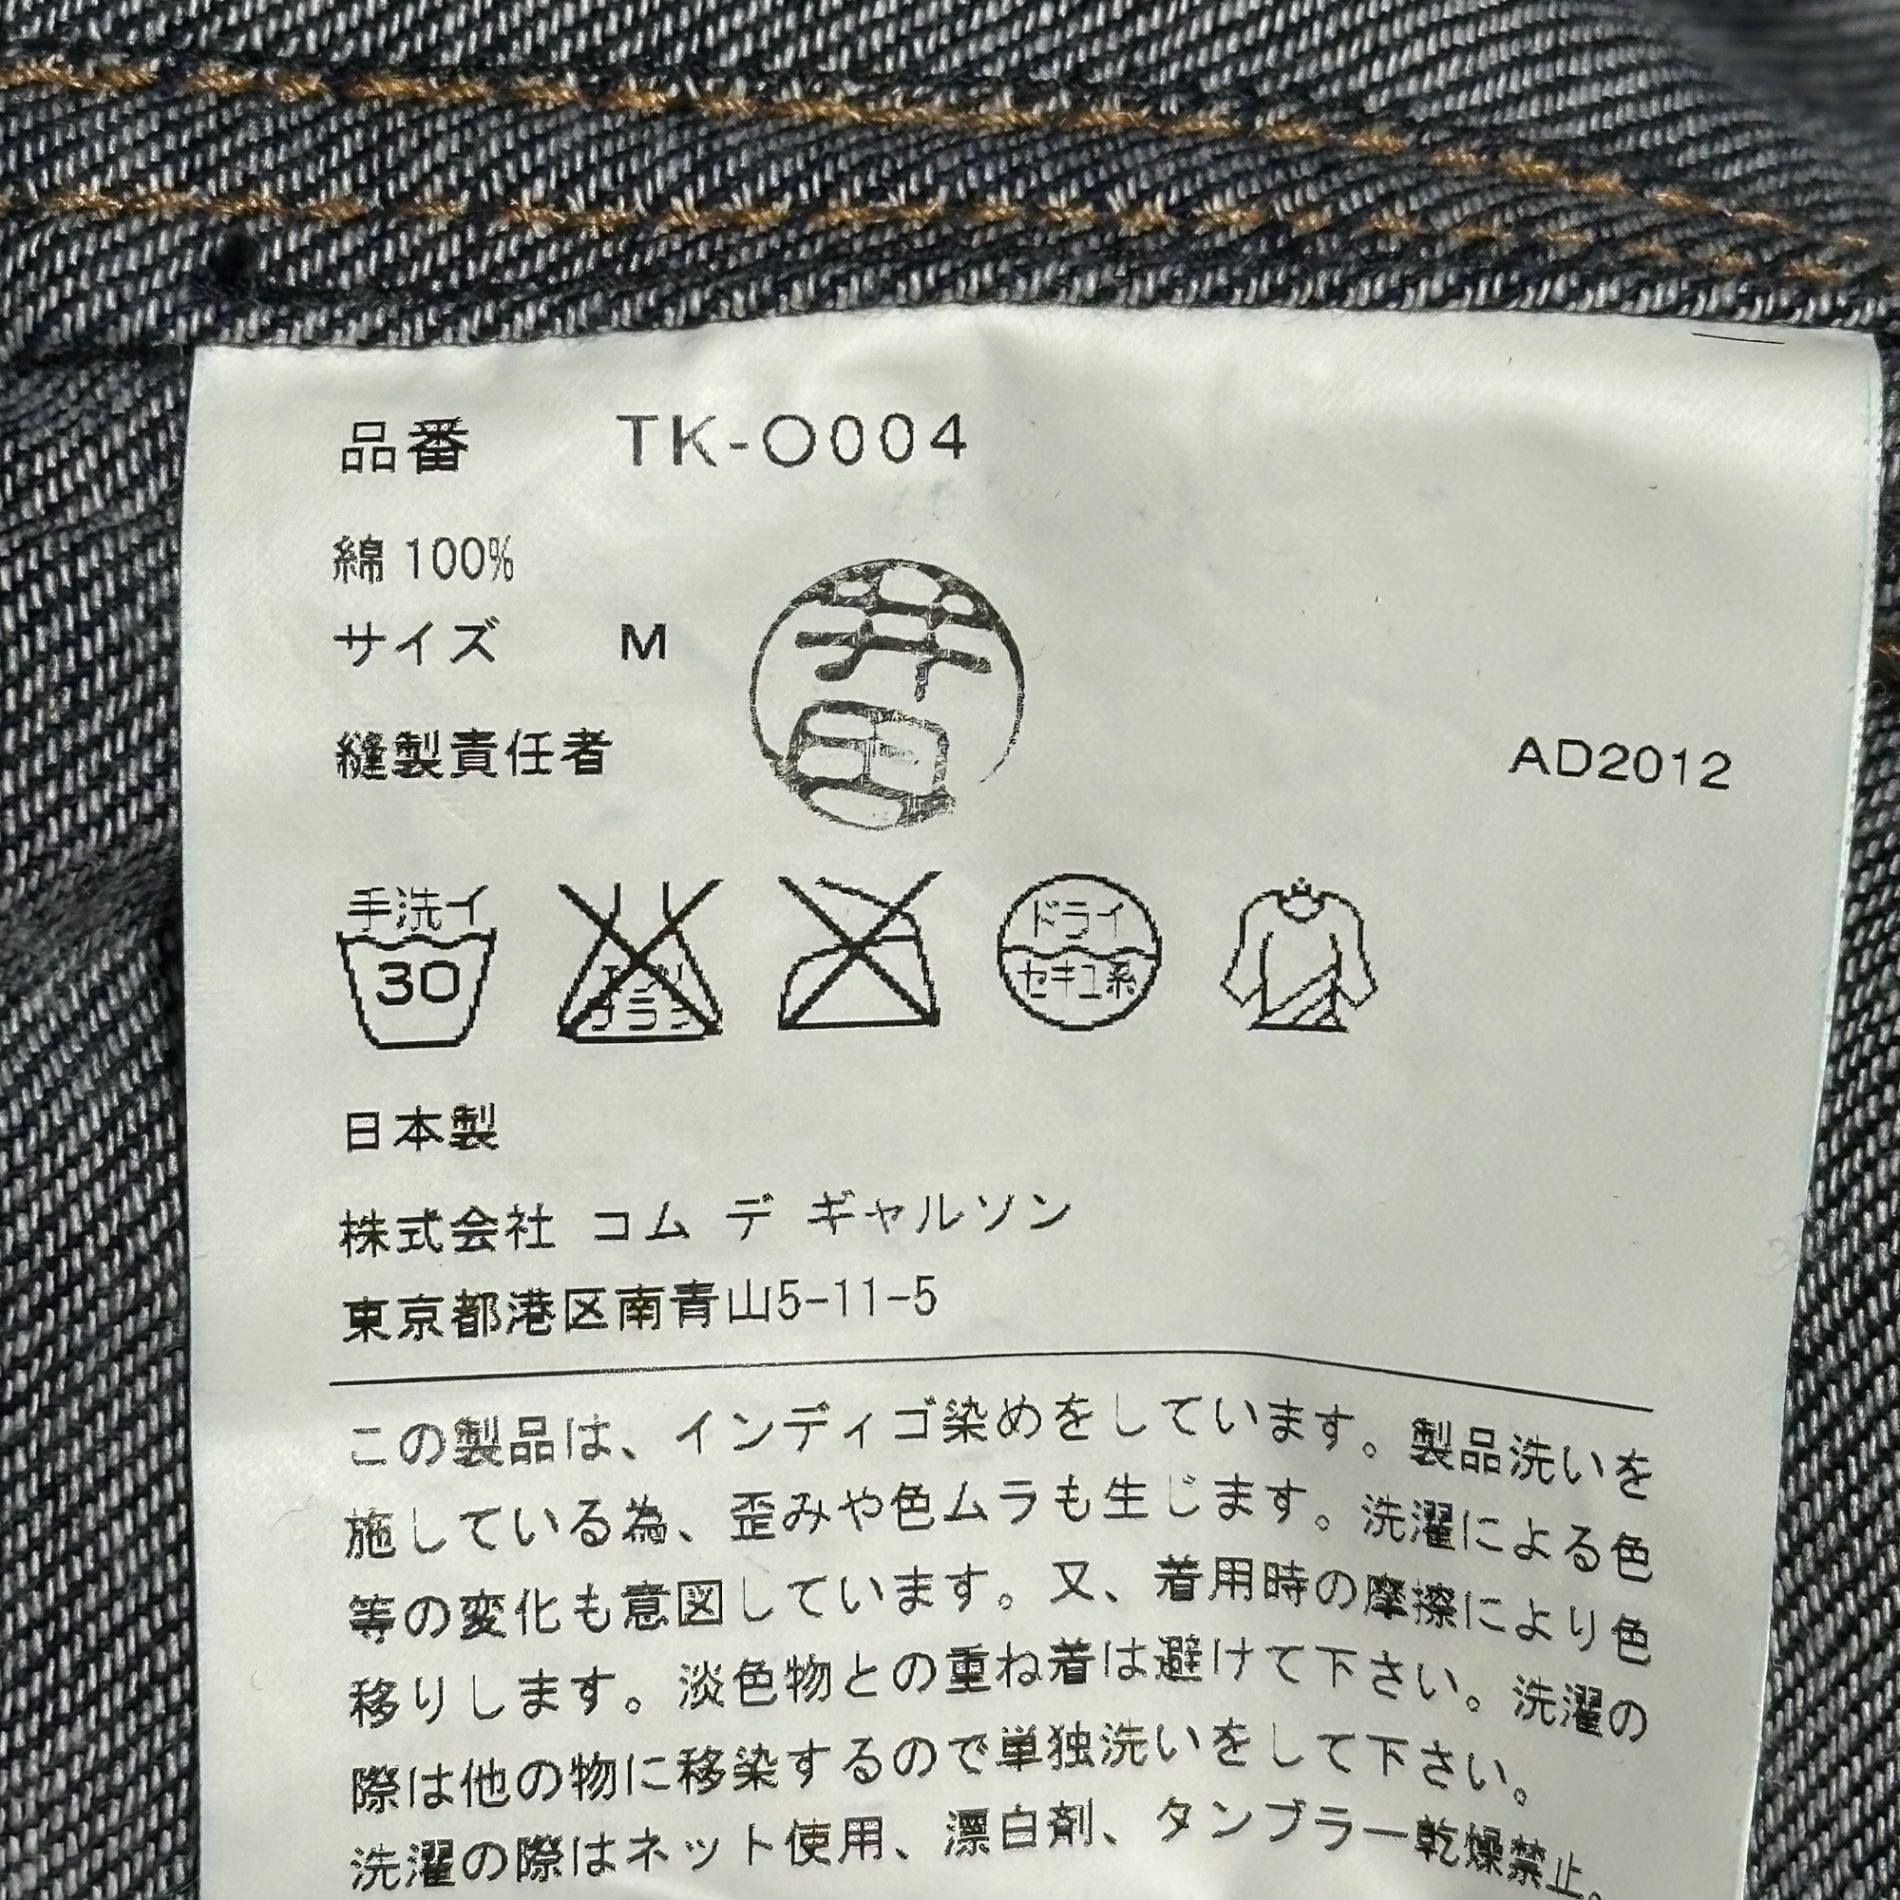 品番 TK-O004
綿 100%
サイズ M
縫製責任者
AD2012
手洗イ
30
ドライ
セキユ系
日本製
株式会社 コム デ ギャルソン
東京都港区南青山5-11-5
この製品は、インディゴ染めをしています。製品洗いを
施している為、歪みや色ムラも生じます。洗濯による色
等の変化も意図しています。又、着用時の摩擦により色
移りします。淡色物との重ね着は避けて下さい。洗濯の
際は他の物に移染するので単独洗いをして下さい。
洗濯の際はネット使用、漂白剤、タンブラー乾燥禁止。